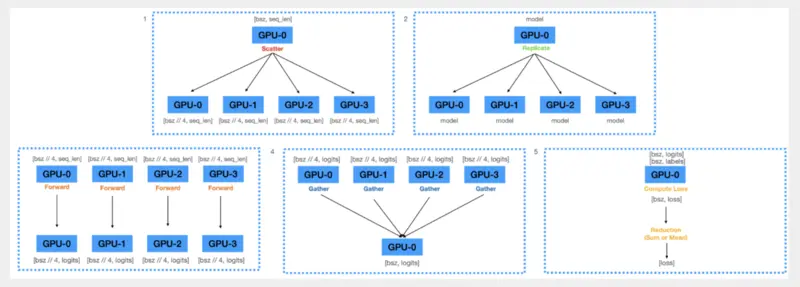 1
[bsz, seq_len]
GPU-0
Scatter
GPU-0 GPU-1 GPU-2 GPU-3
[bsz // 4, seq_len] [bsz // 4, seq_len] [bsz // 4, seq_len] [bsz // 4, seq_len]
2
model
GPU-0
Replicate
GPU-0 GPU-1 GPU-2 GPU-3
model model model model
[bsz // 4, seq_len] [bsz // 4, seq_len] [bsz // 4, seq_len] [bsz // 4, seq_len]
GPU-0 GPU-1 GPU-2 GPU-3
Forward Forward Forward Forward
GPU-0 GPU-1 GPU-2 GPU-3
[bsz // 4, logits] [bsz // 4, logits] [bsz // 4, logits] [bsz // 4, logits]
4
[bsz // 4, logits] [bsz // 4, logits] [bsz // 4, logits] [bsz // 4, logits]
GPU-0 GPU-1 GPU-2 GPU-3
Gather Gather Gather Gather
GPU-0
[bsz, logits]
5
[bsz, logits]
[bsz, labels]
GPU-0
Compute Loss
[bsz, loss]
Reduction
(Sum or Mean)
[loss]